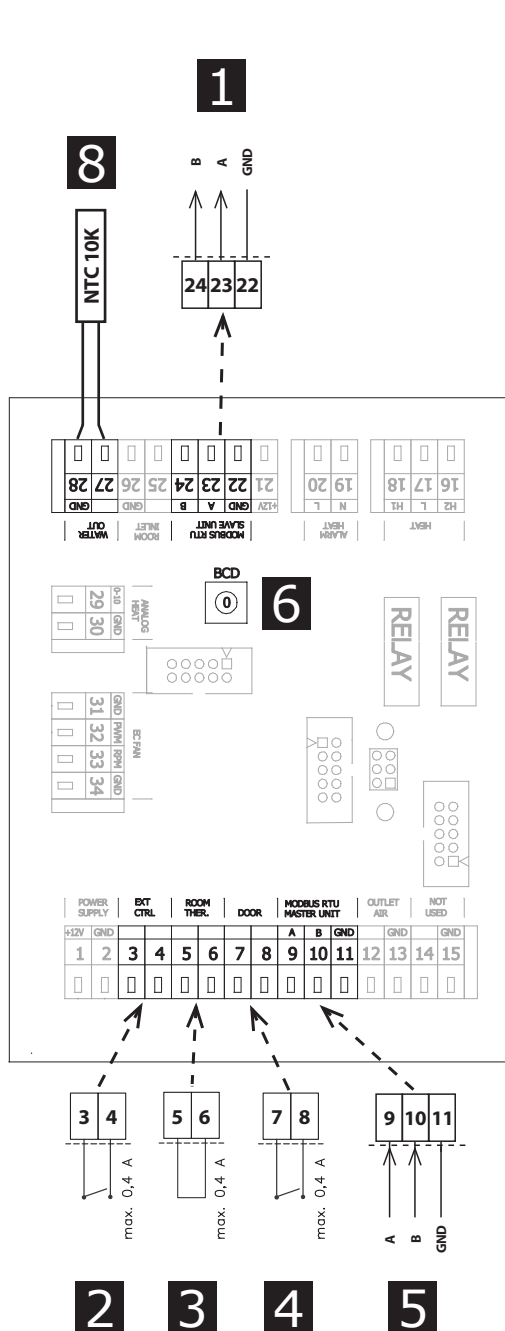 1
8
B
A
GND
NTC 10K
24 23 22
28 27 26 25 24 23 22 21 20 19 18 17 16
GND GND B A GND +12V L N H1 L H2
WATER OUT
ROOM INLET
MODBUS RTU SLAVE UNIT
ALARM HEAT
HEAT
BCD
0
6
29 0-10
30 GND
ANALOG HEAT
RELAY
RELAY
31 GND
32 PWM
33 RPM
34 GND
EC FAN
POWER SUPPLY
EXT CTRL
ROOM THER.
DOOR
MODBUS RTU MASTER UNIT
OUTLET AIR
NOT USED
+12V GND A B GND GND GND
1 2 3 4 5 6 7 8 9 10 11 12 13 14 15
3 4
5 6
7 8
9 10 11
max. 0,4 A
max. 0,4 A
max. 0,4 A
A
B
GND
2
3
4
5